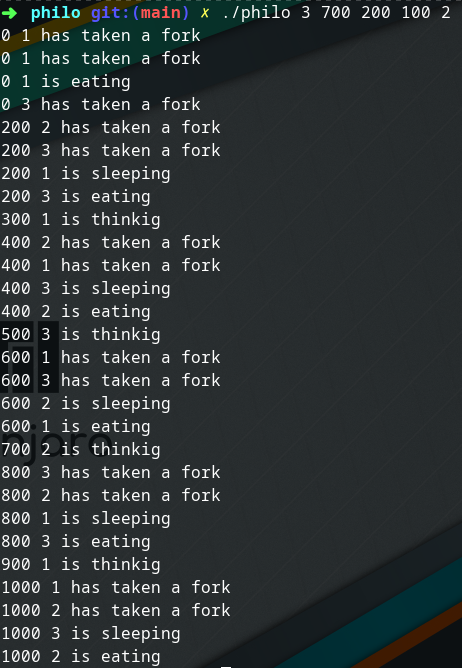 ➜ philo git:(main) ✗ ./philo 3 700 200 100 2
0 1 has taken a fork
0 1 has taken a fork
0 1 is eating
0 3 has taken a fork
200 2 has taken a fork
200 3 has taken a fork
200 1 is sleeping
200 3 is eating
300 1 is thinkig
400 2 has taken a fork
400 1 has taken a fork
400 3 is sleeping
400 2 is eating
500 3 is thinkig
600 1 has taken a fork
600 3 has taken a fork
600 2 is sleeping
600 1 is eating
700 2 is thinkig
800 3 has taken a fork
800 2 has taken a fork
800 1 is sleeping
800 3 is eating
900 1 is thinkig
1000 1 has taken a fork
1000 2 has taken a fork
1000 3 is sleeping
1000 2 is eating